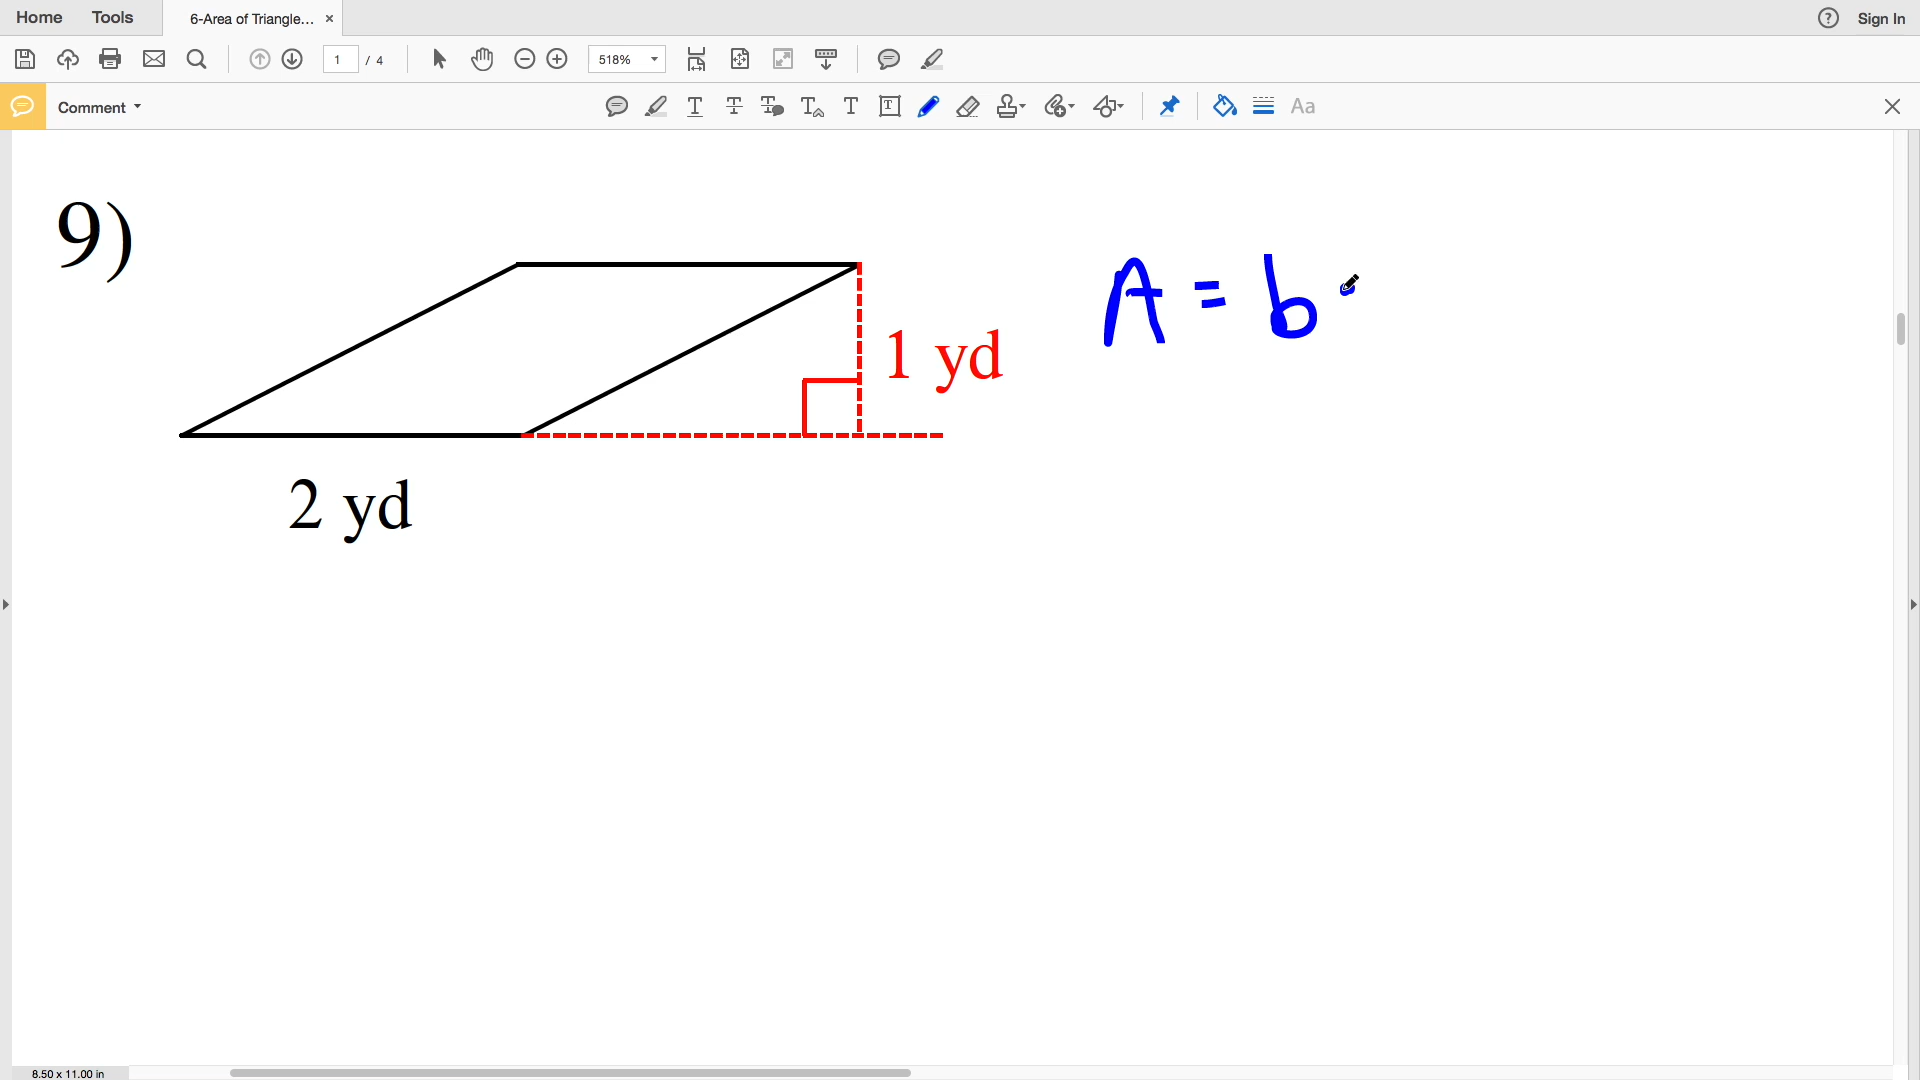 Home Tools 6-Area of Triangle... × ? Sign In
1 / 4 518%
Comment T T T T T T Aa
9)
A = b ·
1 yd
2 yd
8.50 x 11.00 in